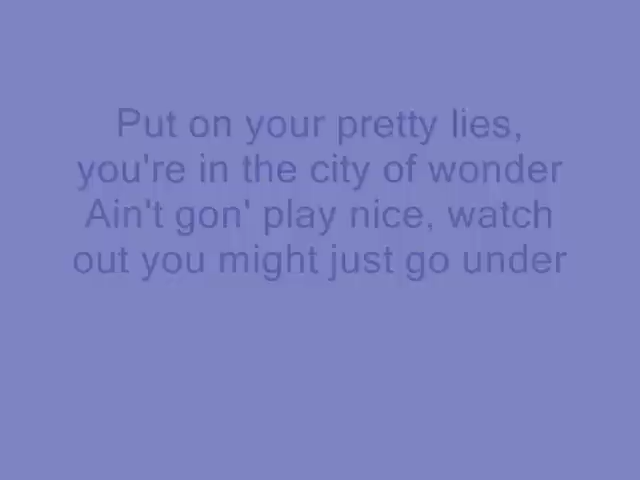 Put on your pretty lies,
you're in the city of wonder
Ain't gon' play nice, watch
out you might just go under